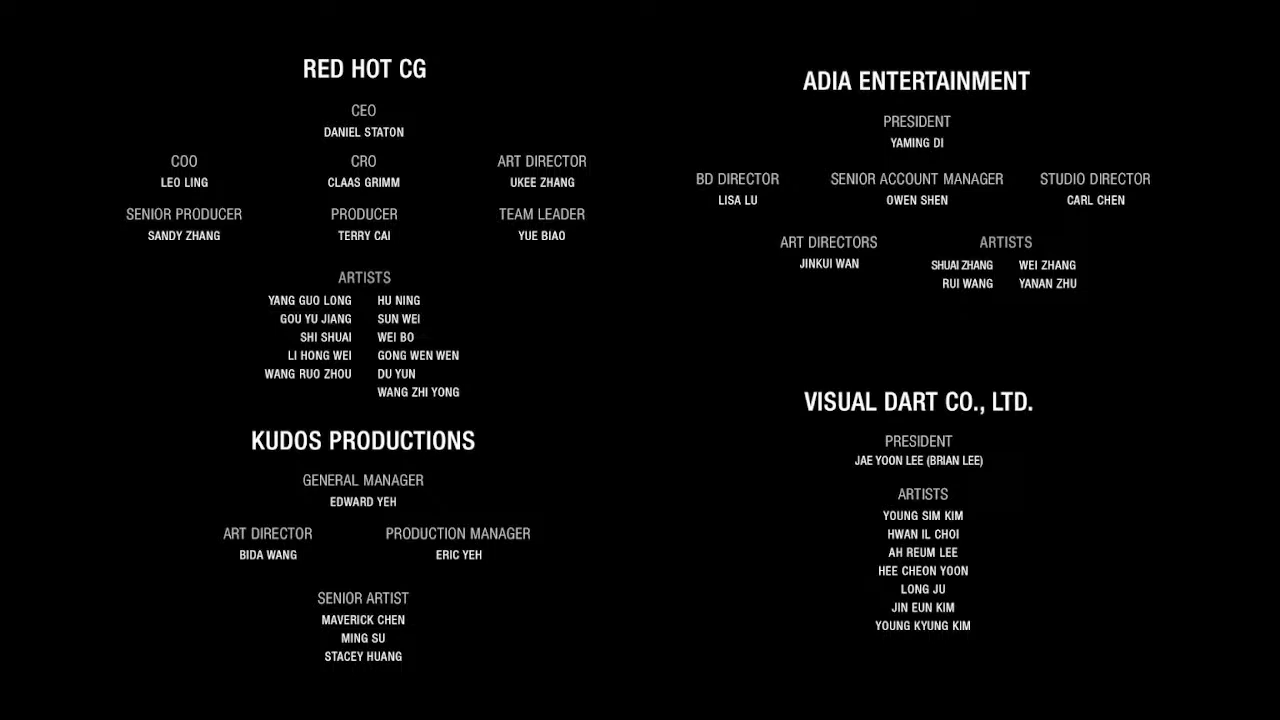 RED HOT CG
CEO
DANIEL STATON
COO CRO ART DIRECTOR
LEO LING CLAAS GRIMM UKEE ZHANG
SENIOR PRODUCER PRODUCER TEAM LEADER
SANDY ZHANG TERRY CAI YUE BIAO
ARTISTS
YANG GUO LONG HU NING
GOU YU JIANG SUN WEI
SHI SHUAI WEI BO
LI HONG WEI GONG WEN WEN
WANG RUO ZHOU DU YUN
WANG ZHI YONG
KUDOS PRODUCTIONS
GENERAL MANAGER
EDWARD YEH
ART DIRECTOR PRODUCTION MANAGER
BIDA WANG ERIC YEH
SENIOR ARTIST
MAVERICK CHEN
MING SU
STACEY HUANG
ADIA ENTERTAINMENT
PRESIDENT
YAMING DI
BD DIRECTOR SENIOR ACCOUNT MANAGER STUDIO DIRECTOR
LISA LU OWEN SHEN CARL CHEN
ART DIRECTORS ARTISTS
JINKUI WAN SHUAI ZHANG WEI ZHANG
RUI WANG YANAN ZHU
VISUAL DART CO., LTD.
PRESIDENT
JAE YOON LEE (BRIAN LEE)
ARTISTS
YOUNG SIM KIM
HWAN IL CHOI
AH REUM LEE
HEE CHEON YOON
LONG JU
JIN EUN KIM
YOUNG KYUNG KIM